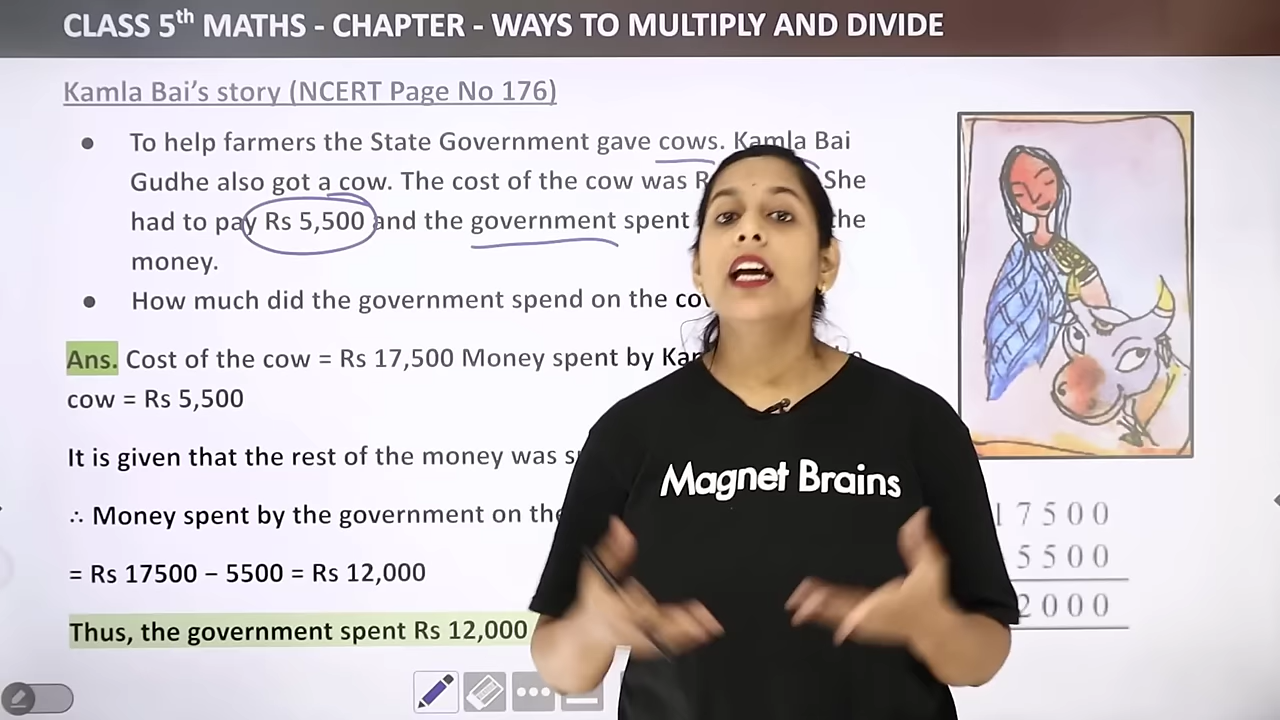 CLASS 5th MATHS - CHAPTER - WAYS TO MULTIPLY AND DIVIDE
Kamla Bai's story (NCERT Page No 176)
• To help farmers the State Government gave cows. Kamla Bai
Gudhe also got a cow. The cost of the cow was She
had to pay Rs 5,500 and the government spent the
money.
• How much did the government spend on the
Ans. Cost of the cow = Rs 17,500 Money spent by
cow = Rs 5,500
It is given that the rest of the money was
∴ Money spent by the government on the
= Rs 17500 – 5500 = Rs 12,000
Thus, the government spent Rs 12,000
Magnet Brains
17500
5500
2000